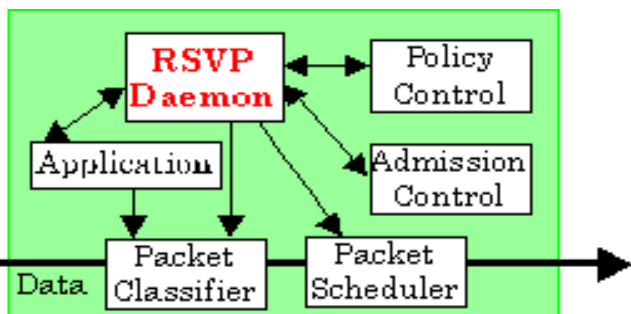 RSVP
Daemon
Policy
Control
Application
Admission
Control
Data
Packet
Classifier
Packet
Scheduler